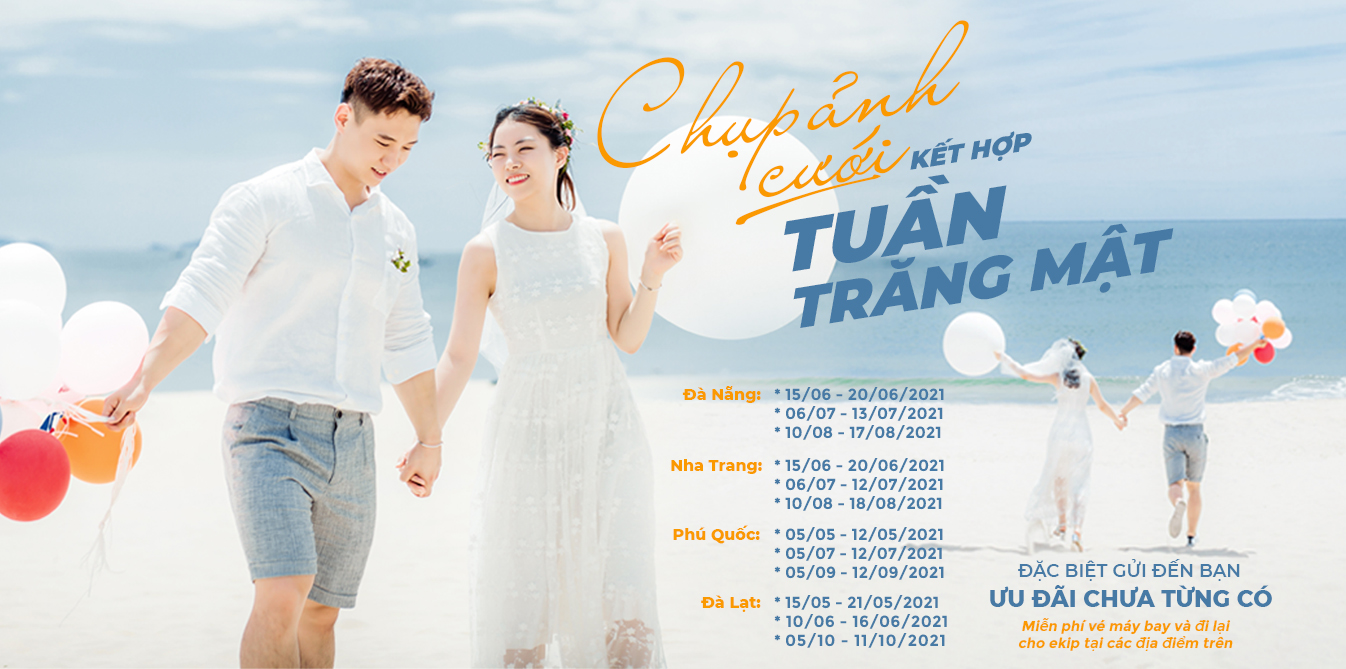 Chụp ảnh
cưới KẾT HỢP
TUẦN
TRĂNG MẬT
Đà Nẵng: * 15/06 - 20/06/2021
* 06/07 - 13/07/2021
* 10/08 - 17/08/2021
Nha Trang: * 15/06 - 20/06/2021
* 06/07 - 12/07/2021
* 10/08 - 18/08/2021
Phú Quốc: * 05/05 - 12/05/2021
* 05/07 - 12/07/2021
* 05/09 - 12/09/2021
Đà Lạt: * 15/05 - 21/05/2021
* 10/06 - 16/06/2021
* 05/10 - 11/10/2021
ĐẶC BIỆT GỬI ĐẾN BẠN
ƯU ĐÃI CHƯA TỪNG CÓ
Miễn phí vé máy bay và đi lại
cho ekip tại các địa điểm trên